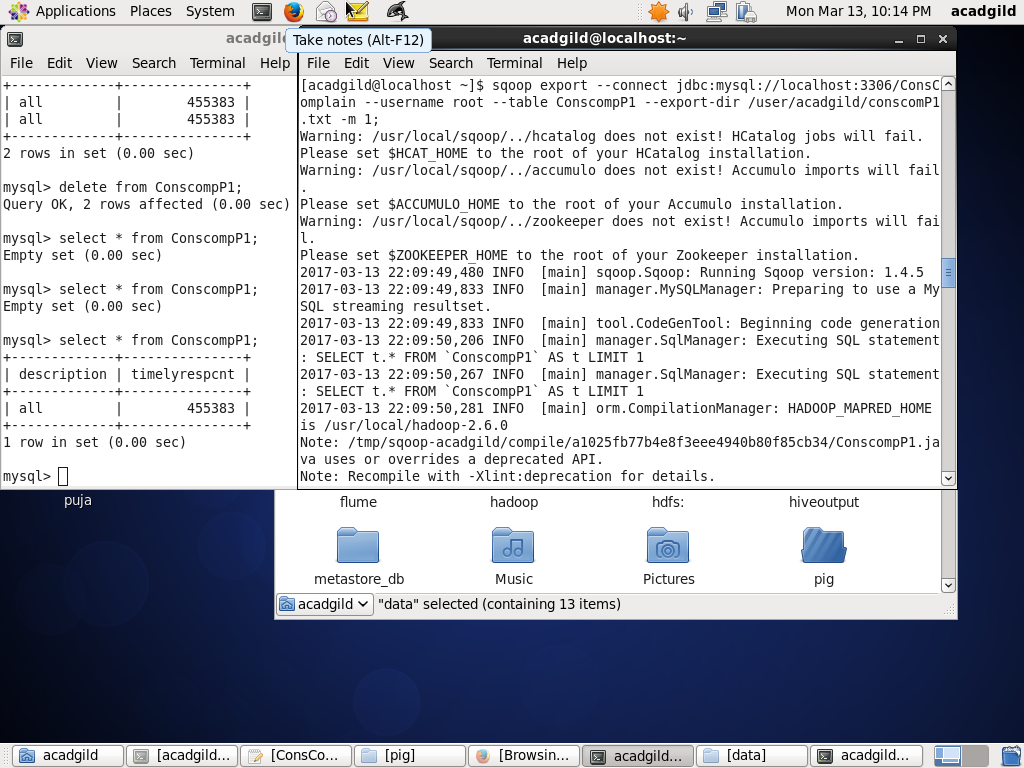 Applications Places System
Mon Mar 13, 10:14 PM acadgild
Take notes (Alt-F12)
acadgild
File Edit View Search Terminal Help
+-------------+---------------+
| all         |        455383 |
| all         |        455383 |
+-------------+---------------+
2 rows in set (0.00 sec)
mysql> delete from ConscompP1;
Query OK, 2 rows affected (0.00 sec)
mysql> select * from ConscompP1;
Empty set (0.00 sec)
mysql> select * from ConscompP1;
Empty set (0.00 sec)
mysql> select * from ConscompP1;
+-------------+---------------+
| description | timelyrespcnt |
+-------------+---------------+
| all         |        455383 |
+-------------+---------------+
1 row in set (0.00 sec)
mysql>
acadgild@localhost:~
File Edit View Search Terminal Help
[acadgild@localhost ~]$ sqoop export --connect jdbc:mysql://localhost:3306/ConsC
omplain --username root --table ConscompP1 --export-dir /user/acadgild/conscomP1
.txt -m 1;
Warning: /usr/local/sqoop/../hcatalog does not exist! HCatalog jobs will fail.
Please set $HCAT_HOME to the root of your HCatalog installation.
Warning: /usr/local/sqoop/../accumulo does not exist! Accumulo imports will fail
.
Please set $ACCUMULO_HOME to the root of your Accumulo installation.
Warning: /usr/local/sqoop/../zookeeper does not exist! Accumulo imports will fai
l.
Please set $ZOOKEEPER_HOME to the root of your Zookeeper installation.
2017-03-13 22:09:49,480 INFO  [main] sqoop.Sqoop: Running Sqoop version: 1.4.5
2017-03-13 22:09:49,833 INFO  [main] manager.MySQLManager: Preparing to use a My
SQL streaming resultset.
2017-03-13 22:09:49,833 INFO  [main] tool.CodeGenTool: Beginning code generation
2017-03-13 22:09:50,206 INFO  [main] manager.SqlManager: Executing SQL statement
: SELECT t.* FROM `ConscompP1` AS t LIMIT 1
2017-03-13 22:09:50,267 INFO  [main] manager.SqlManager: Executing SQL statement
: SELECT t.* FROM `ConscompP1` AS t LIMIT 1
2017-03-13 22:09:50,281 INFO  [main] orm.CompilationManager: HADOOP_MAPRED_HOME
is /usr/local/hadoop-2.6.0
Note: /tmp/sqoop-acadgild/compile/a1025fb77b4e8f3eee4940b80f85cb34/ConscompP1.ja
va uses or overrides a deprecated API.
Note: Recompile with -Xlint:deprecation for details.
puja
flume hadoop hdfs: hiveoutput
metastore_db Music Pictures pig
acadgild "data" selected (containing 13 items)
acadgild [acadgild... [ConsCo... [pig] [Browsin... acadgild... [data] acadgild...